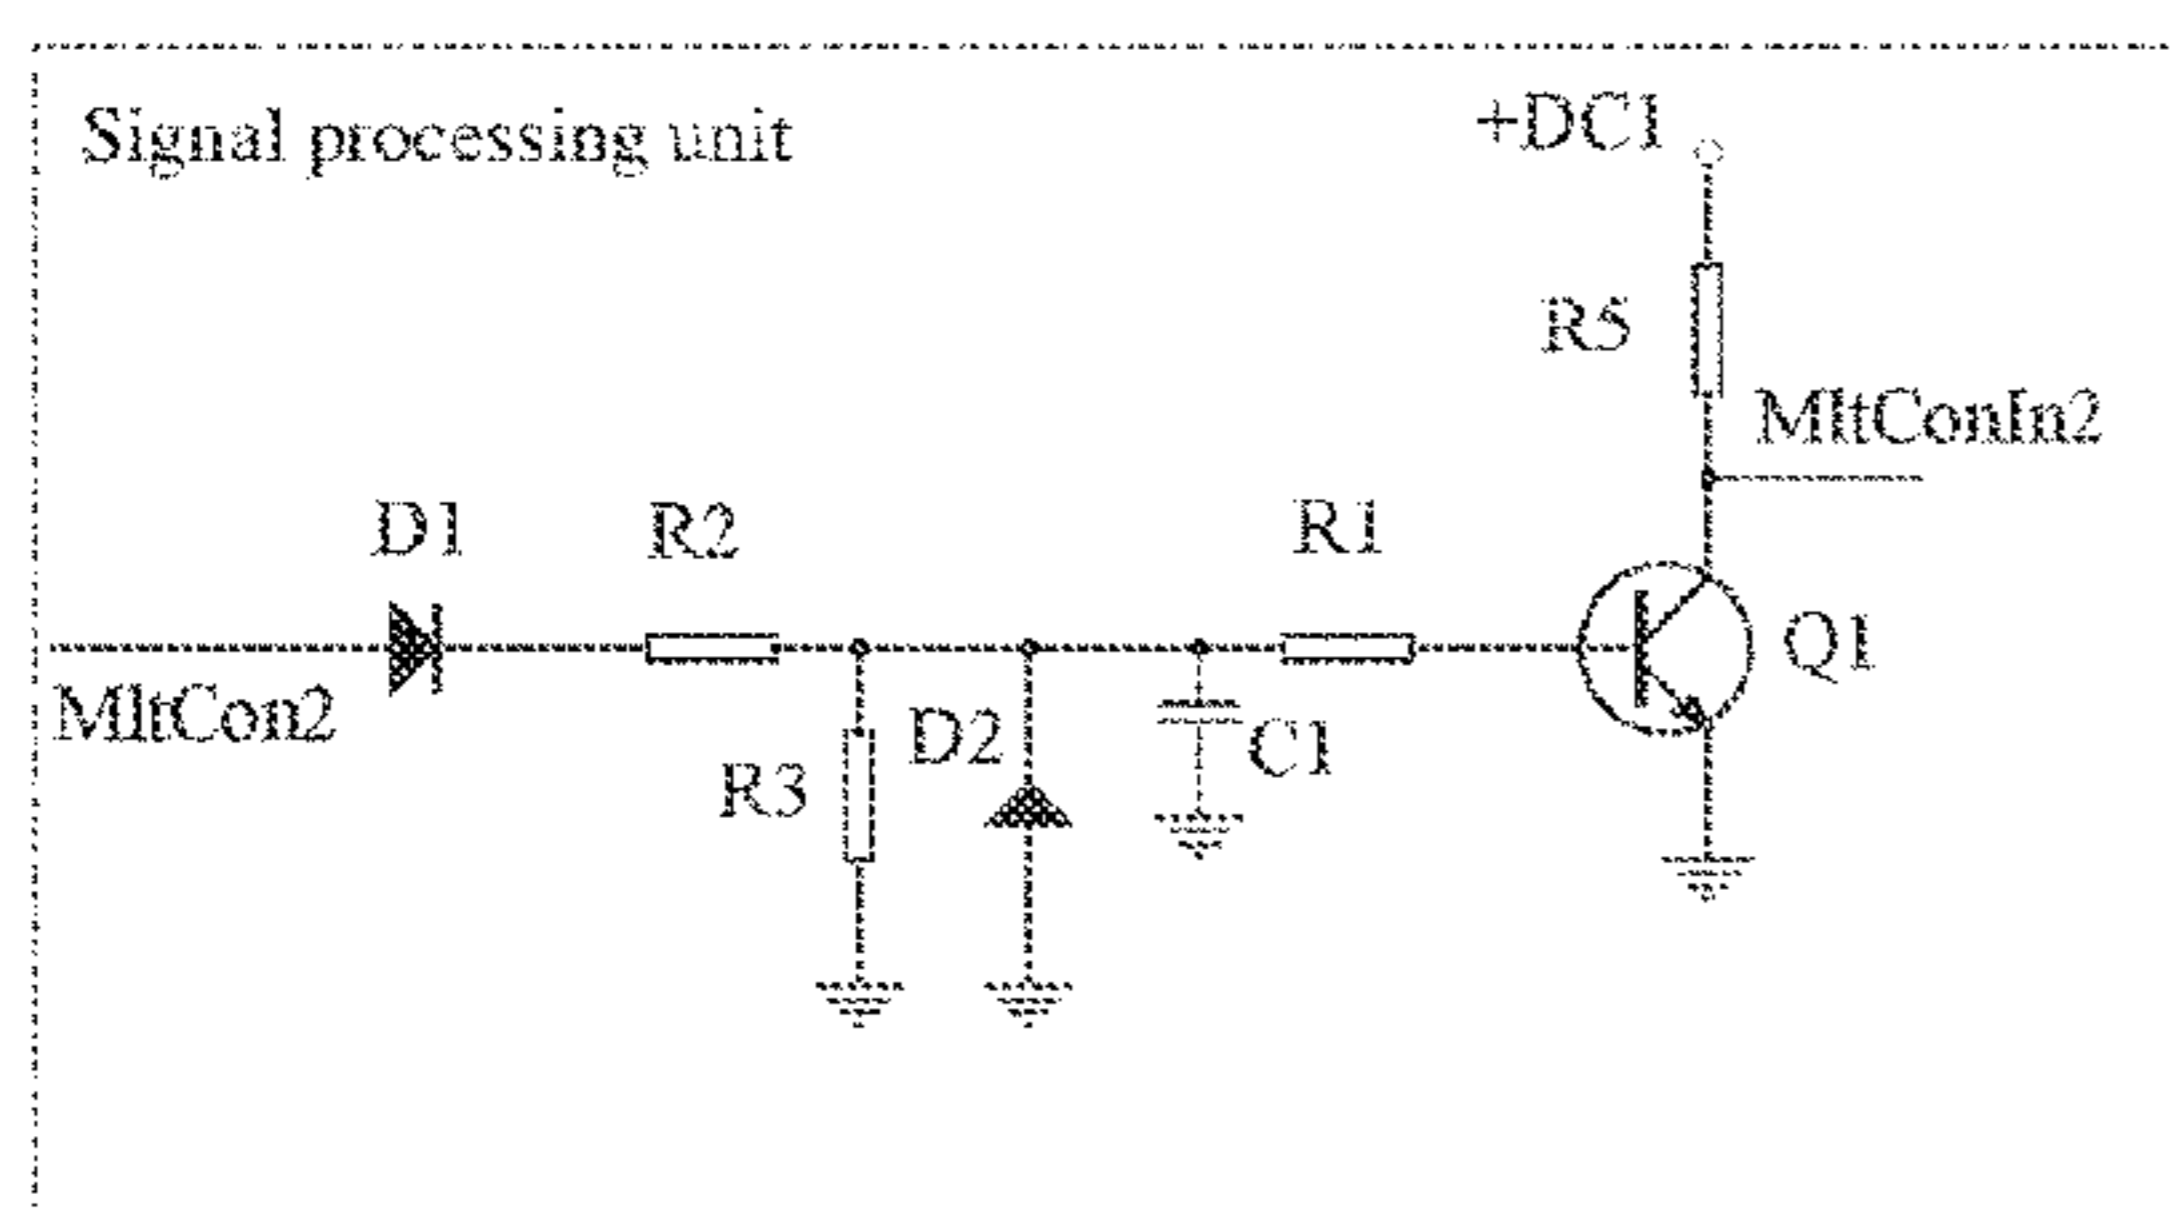 Signal processing unit
+DC1
R5
MltConIn2
D1
R2
R1
Q1
MltCon2
R3
D2
C1